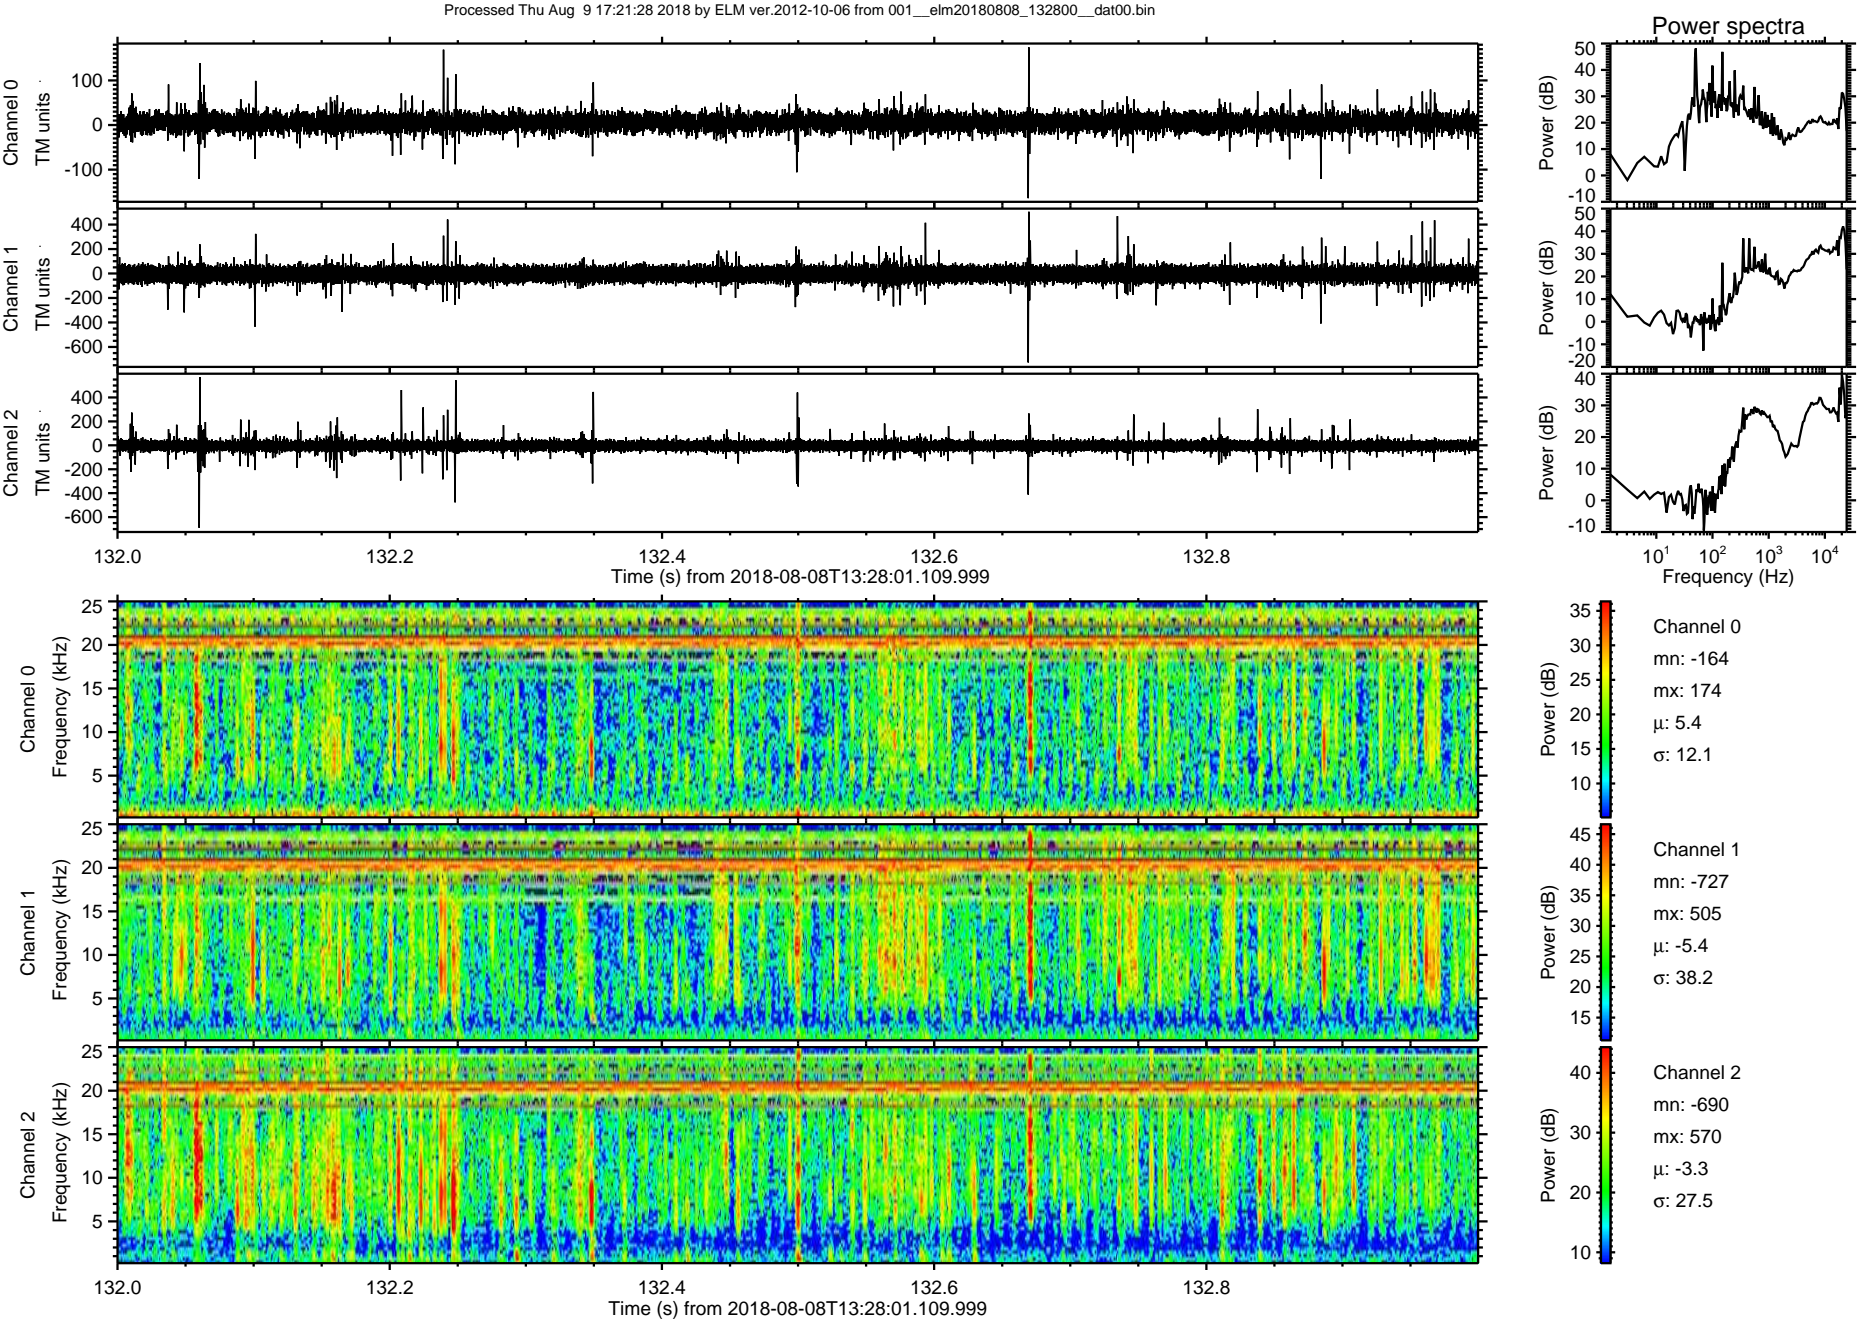 Processed Thu Aug  9 17:21:28 2018 by ELM ver.2012-10-06 from 001__elm20180808_132800__dat00.bin
Power spectra
Channel 0
TM units
100
0
-100
Power (dB)
50
40
30
20
10
0
-10
Channel 1
TM units
400
200
0
-200
-400
-600
Power (dB)
50
40
30
20
10
0
-10
-20
Channel 2
TM units
400
200
0
-200
-400
-600
Power (dB)
40
30
20
10
0
-10
132.0 132.2 132.4 132.6 132.8
Time (s) from 2018-08-08T13:28:01.109.999
10^1 10^2 10^3 10^4
Frequency (Hz)
Channel 0
Frequency (kHz)
25
20
15
10
5
Power (dB)
35
30
25
20
15
10
Channel 0
mn: -164
mx: 174
μ: 5.4
σ: 12.1
Channel 1
Frequency (kHz)
25
20
15
10
5
Power (dB)
45
40
35
30
25
20
15
Channel 1
mn: -727
mx: 505
μ: -5.4
σ: 38.2
Channel 2
Frequency (kHz)
25
20
15
10
5
Power (dB)
40
30
20
10
Channel 2
mn: -690
mx: 570
μ: -3.3
σ: 27.5
132.0 132.2 132.4 132.6 132.8
Time (s) from 2018-08-08T13:28:01.109.999